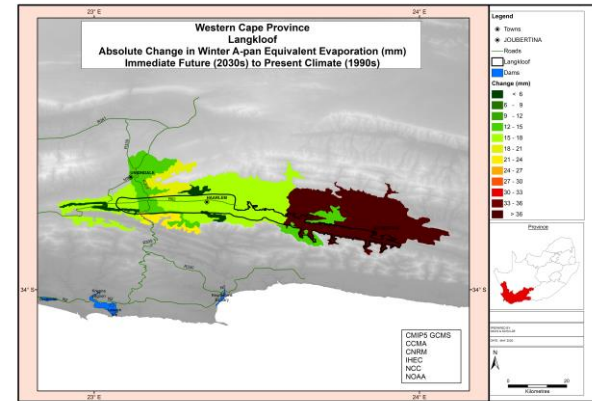 23° E
24° E
Western Cape Province
Langkloof
Absolute Change in Winter A-pan Equivalent Evaporation (mm)
Immediate Future (2030s) to Present Climate (1990s)
UNIONDALE
HAARLEM
34° S
34° S
CMIP5 GCMS
CCMA
CNRM
IHEC
NCC
NOAA
23° E
24° E
Legend
Towns
JOUBERTINA
Roads
Langkloof
Dams
Change (mm)
< 6
6 - 9
9 - 12
12 - 15
15 - 18
18 - 21
21 - 24
24 - 27
27 - 30
30 - 33
33 - 36
> 36
Province
N
0
20
Kilometres